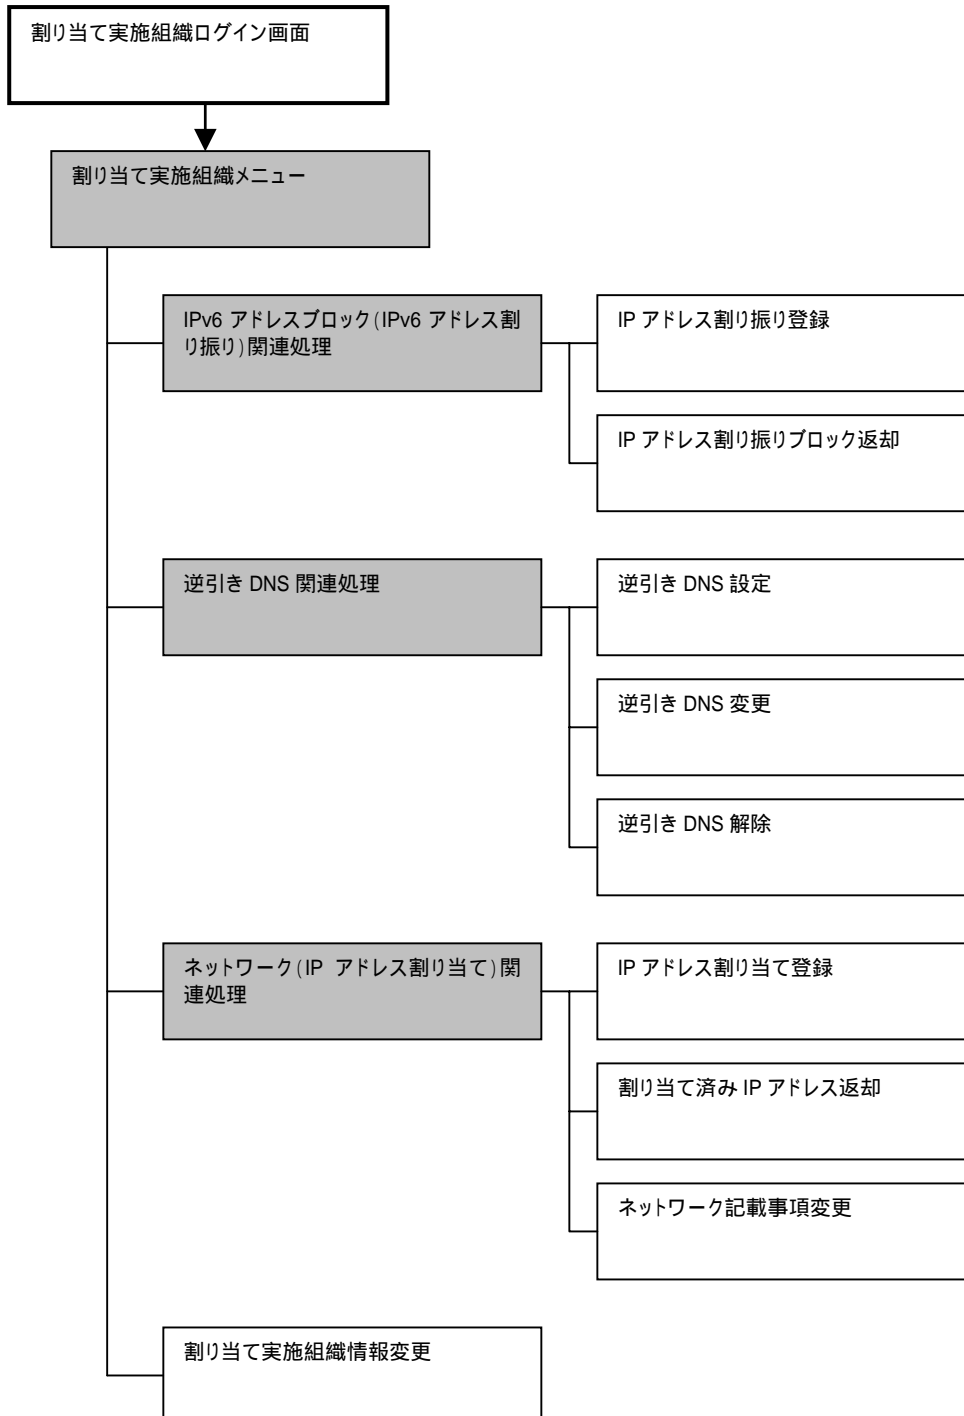 割り当て実施組織ログイン画面
割り当て実施組織メニュー
IPv6 アドレスブロック(IPv6 アドレス割
り振り)関連処理
IP アドレス割り振り登録
IP アドレス割り振りブロック返却
逆引き DNS 関連処理
逆引き DNS 設定
逆引き DNS 変更
逆引き DNS 解除
ネットワーク(IP アドレス割り当て)関
連処理
IP アドレス割り当て登録
割り当て済み IP アドレス返却
ネットワーク記載事項変更
割り当て実施組織情報変更